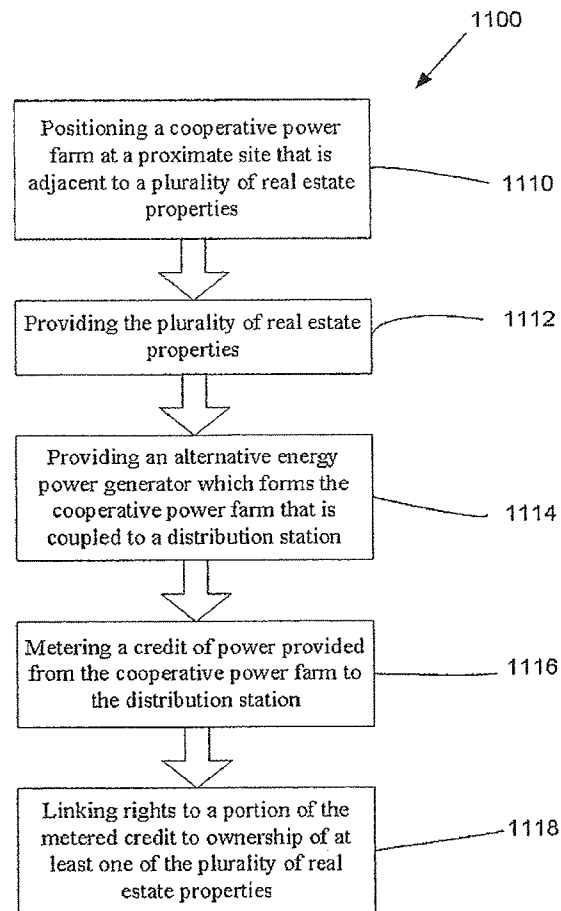 1100
Positioning a cooperative power
farm at a proximate site that is
adjacent to a plurality of real estate
properties
1110
Providing the plurality of real estate
properties
1112
Providing an alternative energy
power generator which forms the
cooperative power farm that is
coupled to a distribution station
1114
Metering a credit of power provided
from the cooperative power farm to
the distribution station
1116
Linking rights to a portion of the
metered credit to ownership of at
least one of the plurality of real
estate properties
1118